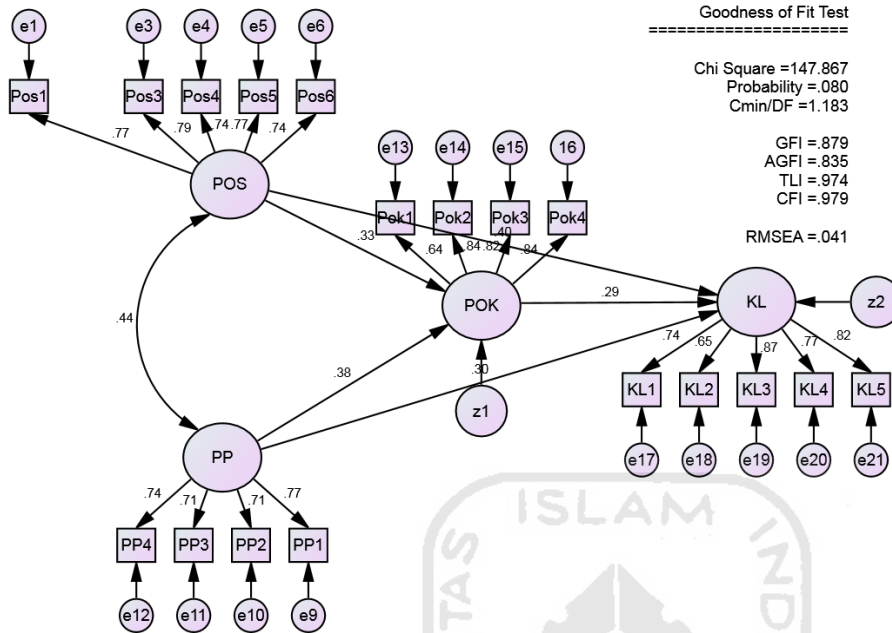 Goodness of Fit Test
=====================
Chi Square =147.867
Probability =.080
Cmin/DF =1.183
GFI =.879
AGFI =.835
TLI =.974
CFI =.979
RMSEA =.041
e1 e3 e4 e5 e6
Pos1 Pos3 Pos4 Pos5 Pos6
.77 .79 .74 .77 .74
POS
e13 e14 e15 16
Pok1 Pok2 Pok3 Pok4
.64 .84 .82 .84
.33 .40
POK
.29
KL
z2
.44
.38 .30
z1
.74 .65 .87 .77 .82
KL1 KL2 KL3 KL4 KL5
e17 e18 e19 e20 e21
PP
.74 .71 .71 .77
PP4 PP3 PP2 PP1
e12 e11 e10 e9
ISLAM
TAS
IND